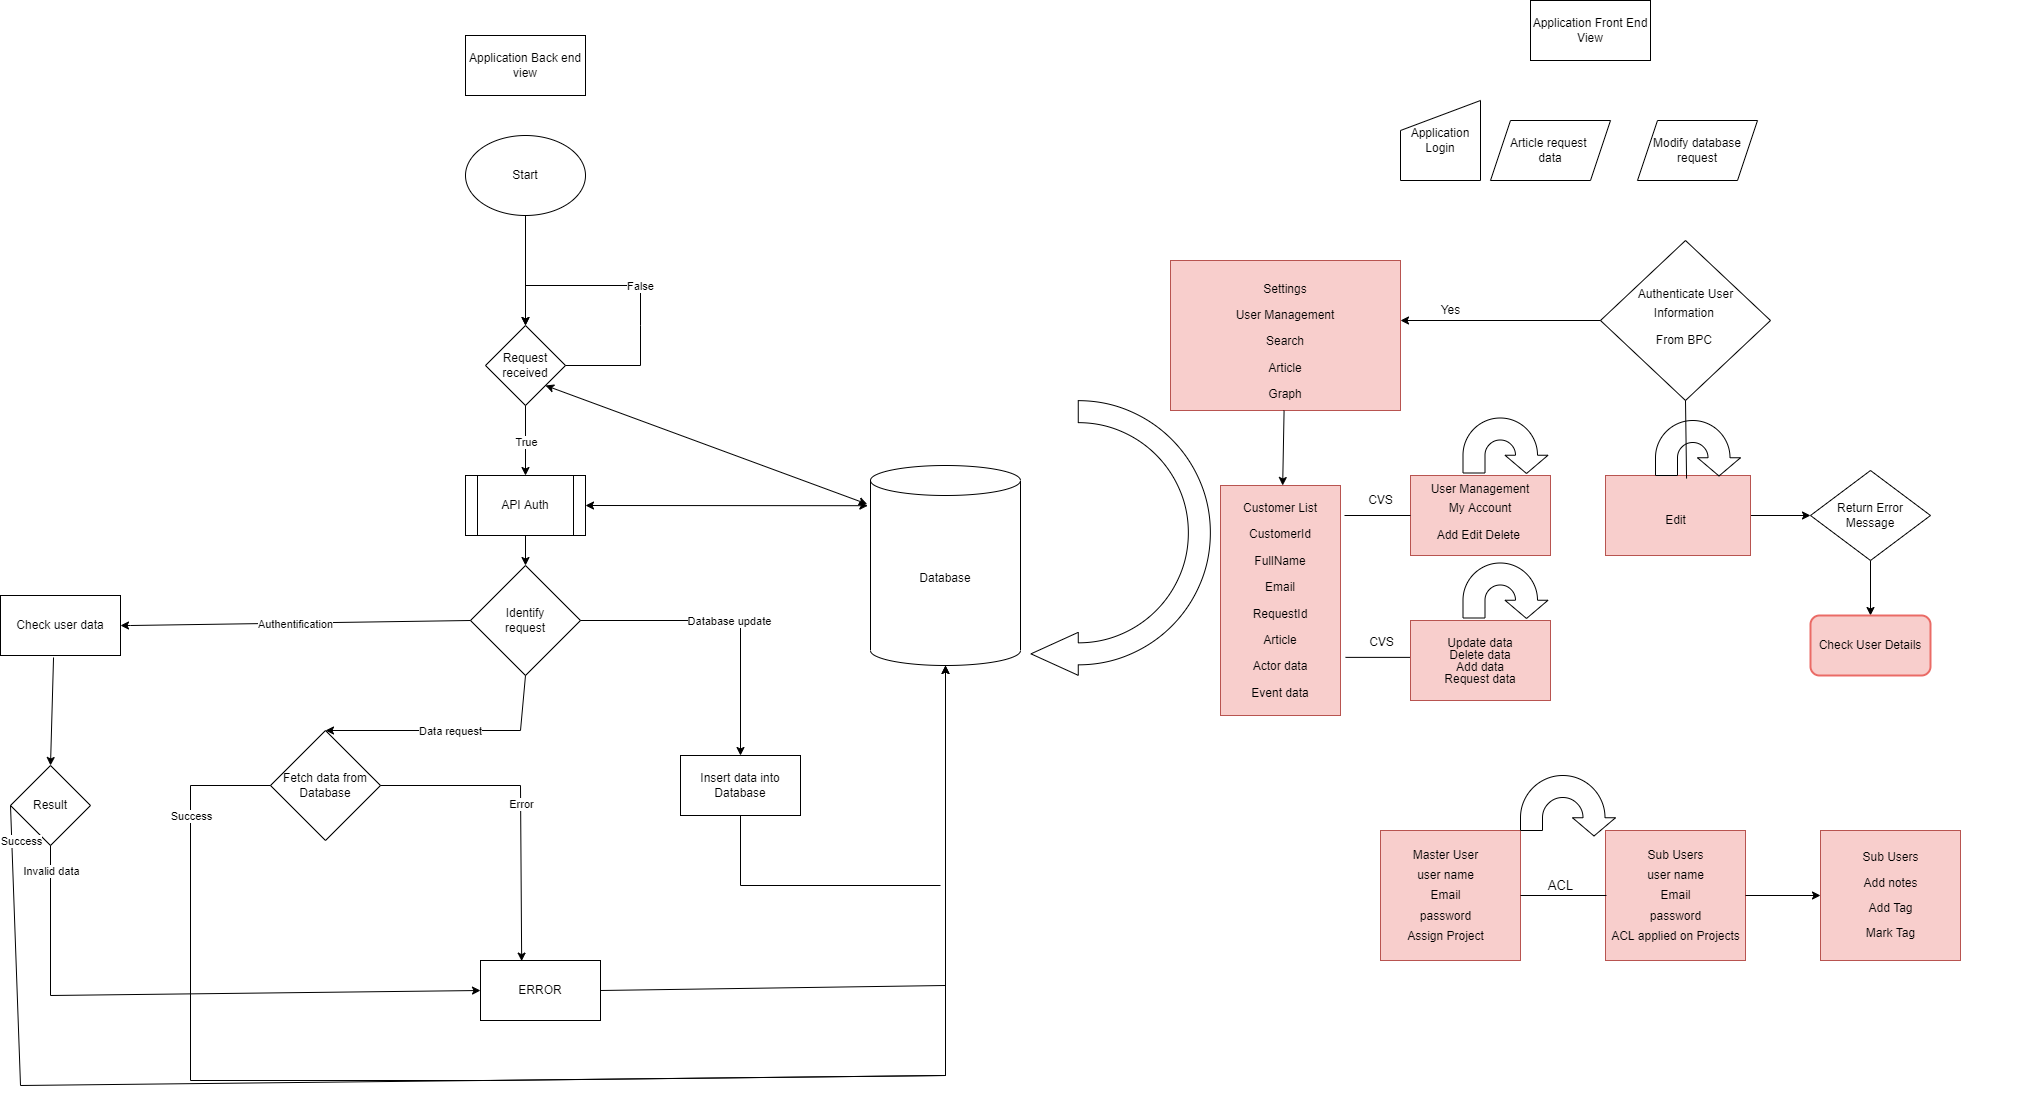 Application Back end
view
Start
False
Request
received
True
API Auth
Identify
request
Authentification
Check user data
Database update
Data request
Fetch data from
Database
Success
Error
Result
Success
Invalid data
Insert data into
Database
ERROR
Database
Application Front End
View
Application
Login
Article request
data
Modify database
request
Authenticate User
Information
From BPC
Yes
Settings
User Management
Search
Article
Graph
Customer List
CustomerId
FullName
Email
RequestId
Article
Actor data
Event data
CVS
User Management
My Account
Add Edit Delete
CVS
Update data
Delete data
Add data
Request data
Edit
Return Error
Message
Check User Details
Master User
user name
Email
password
Assign Project
ACL
Sub Users
user name
Email
password
ACL applied on Projects
Sub Users
Add notes
Add Tag
Mark Tag